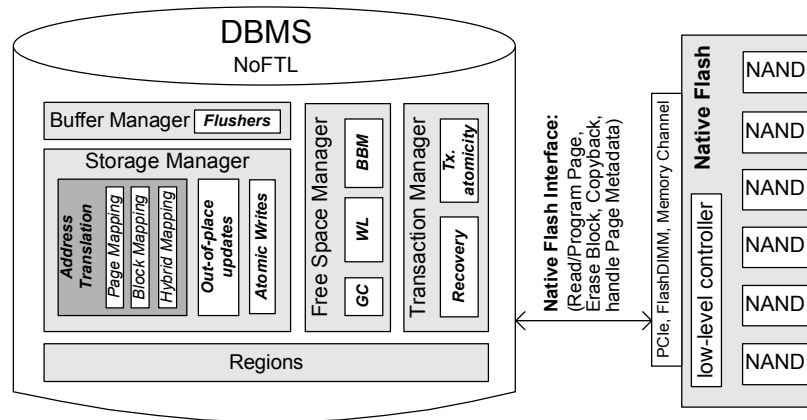 DBMS
NoFTL
Buffer Manager
Flushers
Storage Manager
Address
Translation
Page Mapping
Block Mapping
Hybrid Mapping
Out-of-place
updates
Atomic Writes
Free Space Manager
BBM
WL
GC
Transaction Manager
Tx.
atomicity
Recovery
Regions
Native Flash Interface:
(Read/Program Page,
Erase Block, Copyback,
handle Page Metadata)
PCIe, FlashDIMM, Memory Channel
Native Flash
low-level controller
NAND
NAND
NAND
NAND
NAND
NAND